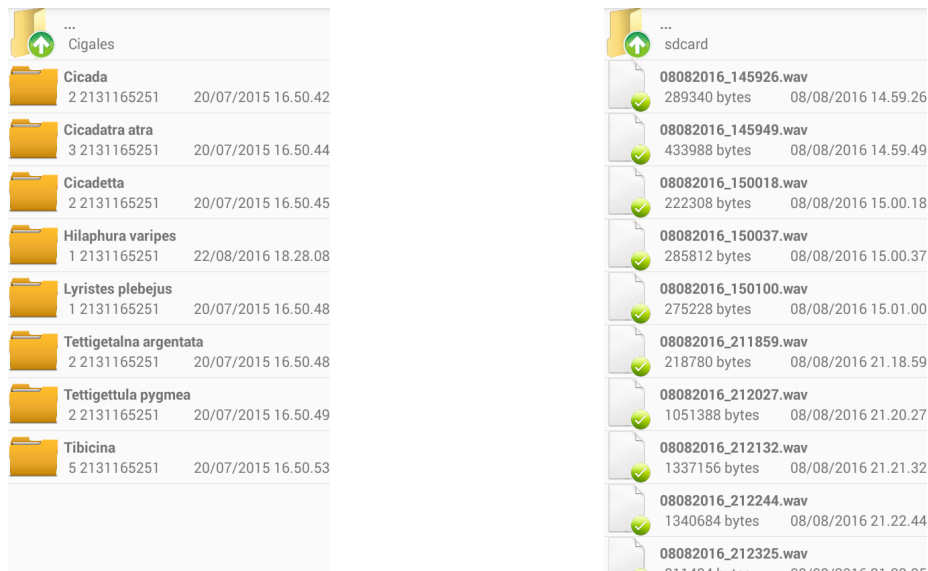 ...
Cigales
Cicada
2 2131165251 20/07/2015 16.50.42
Cicadatra atra
3 2131165251 20/07/2015 16.50.44
Cicadetta
2 2131165251 20/07/2015 16.50.45
Hilaphura varipes
1 2131165251 22/08/2016 18.28.08
Lyristes plebejus
1 2131165251 20/07/2015 16.50.48
Tettigetalna argentata
2 2131165251 20/07/2015 16.50.48
Tettigettula pygmea
2 2131165251 20/07/2015 16.50.49
Tibicina
5 2131165251 20/07/2015 16.50.53
...
sdcard
08082016_145926.wav
289340 bytes 08/08/2016 14.59.26
08082016_145949.wav
433988 bytes 08/08/2016 14.59.49
08082016_150018.wav
222308 bytes 08/08/2016 15.00.18
08082016_150037.wav
285812 bytes 08/08/2016 15.00.37
08082016_150100.wav
275228 bytes 08/08/2016 15.01.00
08082016_211859.wav
218780 bytes 08/08/2016 21.18.59
08082016_212027.wav
1051388 bytes 08/08/2016 21.20.27
08082016_212132.wav
1337156 bytes 08/08/2016 21.21.32
08082016_212244.wav
1340684 bytes 08/08/2016 21.22.44
08082016_212325.wav